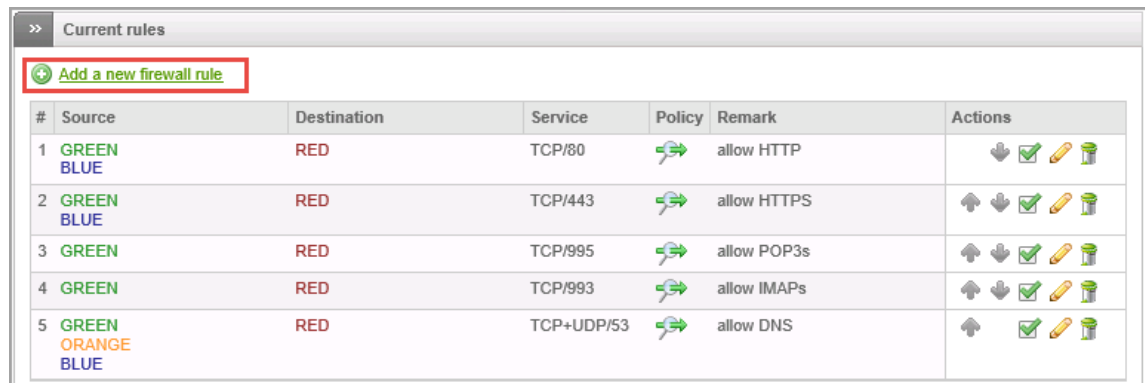 » Current rules
Add a new firewall rule
# Source Destination Service Policy Remark Actions
1 GREEN RED TCP/80 allow HTTP
BLUE
2 GREEN RED TCP/443 allow HTTPS
BLUE
3 GREEN RED TCP/995 allow POP3s
4 GREEN RED TCP/993 allow IMAPs
5 GREEN RED TCP+UDP/53 allow DNS
ORANGE
BLUE